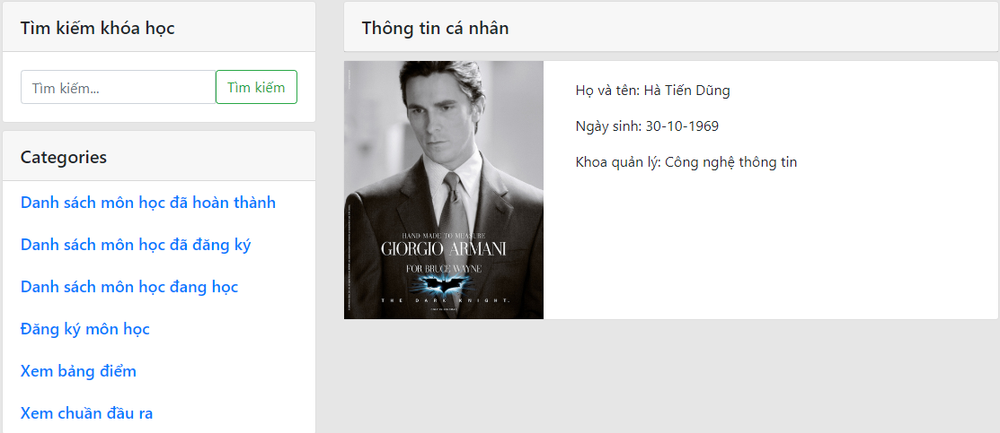 Tìm kiếm khóa học
Tìm kiếm...
Tìm kiếm
Categories
Danh sách môn học đã hoàn thành
Danh sách môn học đã đăng ký
Danh sách môn học đang học
Đăng ký môn học
Xem bảng điểm
Xem chuẩn đầu ra
Thông tin cá nhân
HAND MADE TO MEASURE
GIORGIO ARMANI
FOR BRUCE WAYNE
THE DARK KNIGHT.
Họ và tên: Hà Tiến Dũng
Ngày sinh: 30-10-1969
Khoa quản lý: Công nghệ thông tin